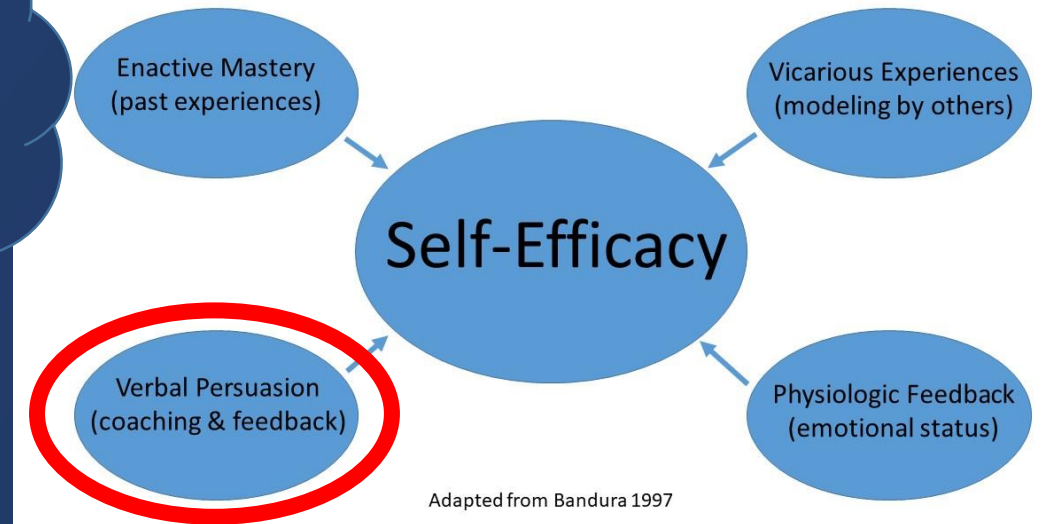 Enactive Mastery
(past experiences)
Vicarious Experiences
(modeling by others)
Self-Efficacy
Verbal Persuasion
(coaching & feedback)
Physiologic Feedback
(emotional status)
Adapted from Bandura 1997